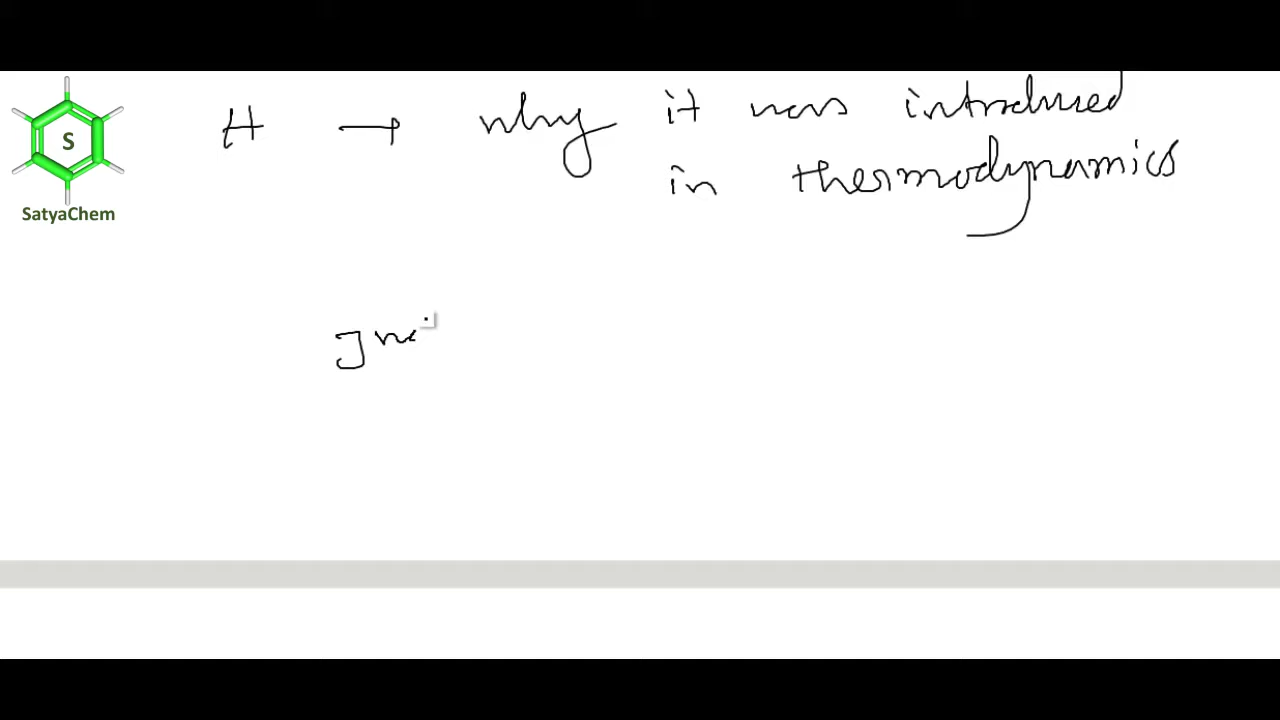 H → why it was introduced
in thermodynamics
S
SatyaChem